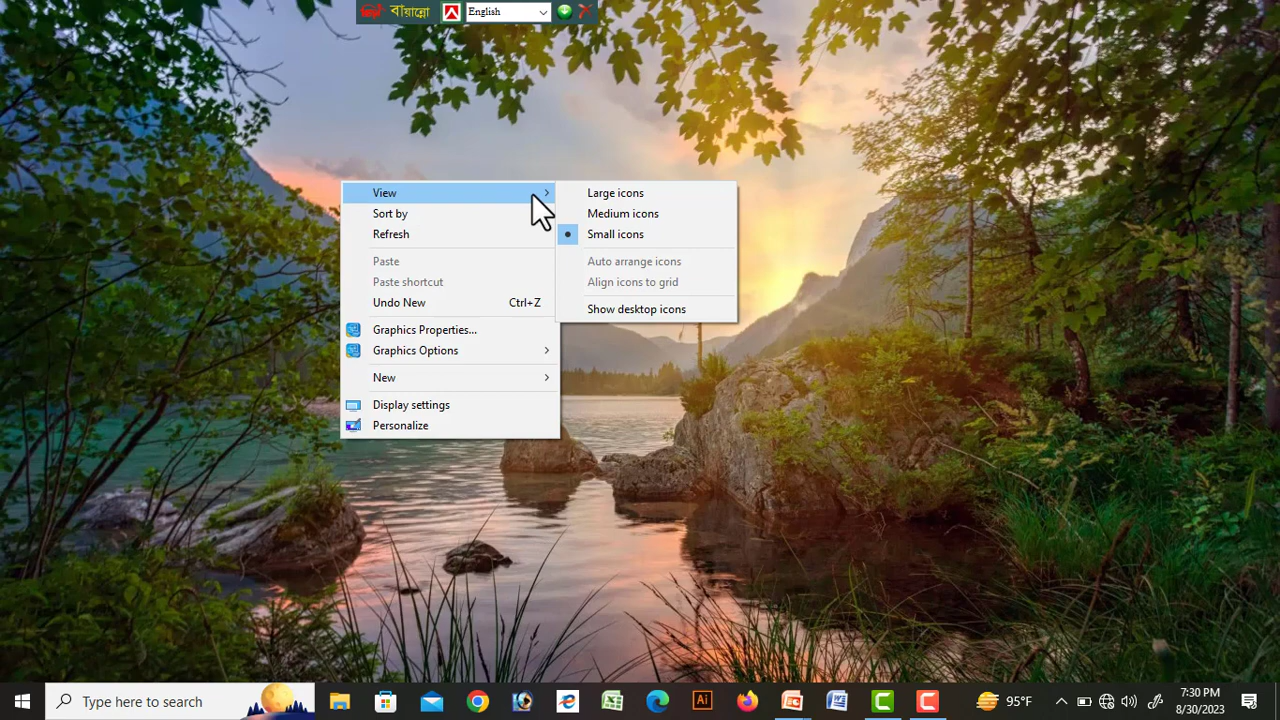 বায়ান্নো English
View
Sort by
Refresh
Paste
Paste shortcut
Undo New Ctrl+Z
Graphics Properties...
Graphics Options
New
Display settings
Personalize
Large icons
Medium icons
Small icons
Auto arrange icons
Align icons to grid
Show desktop icons
Type here to search
Ai
95°F
7:30 PM
8/30/2023